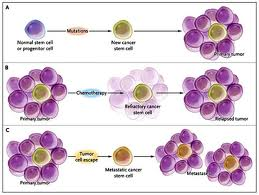 A
Mutations
Normal stem cell
or progenitor cell
New cancer
stem cell
Primary tumor
B
Chemotherapy
Primary tumor
Refractory cancer
stem cell
Relapsed tumor
C
Tumor
cell escape
Primary tumor
Metastatic cancer
stem cell
Metastases